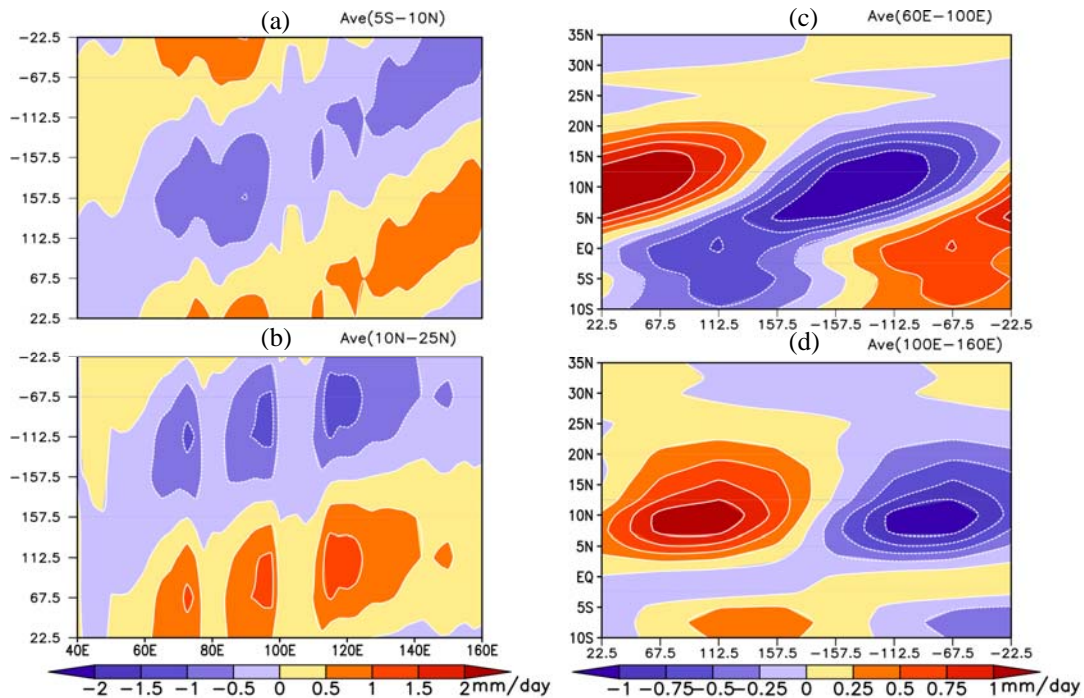 (a) Ave(5S−10N)
−22.5
−67.5
−112.5
−157.5
157.5
112.5
67.5
22.5
(b) Ave(10N−25N)
−22.5
−67.5
−112.5
−157.5
157.5
112.5
67.5
22.5
40E 60E 80E 100E 120E 140E 160E
−2 −1.5 −1 −0.5 0 0.5 1 1.5 2 mm/day
(c) Ave(60E−100E)
35N
30N
25N
20N
15N
10N
5N
EQ
5S
10S
22.5 67.5 112.5 157.5 −157.5 −112.5 −67.5 −22.5
(d) Ave(100E−160E)
35N
30N
25N
20N
15N
10N
5N
EQ
5S
10S
22.5 67.5 112.5 157.5 −157.5 −112.5 −67.5 −22.5
−1 −0.75 −0.5 −0.25 0 0.25 0.5 0.75 1 mm/day